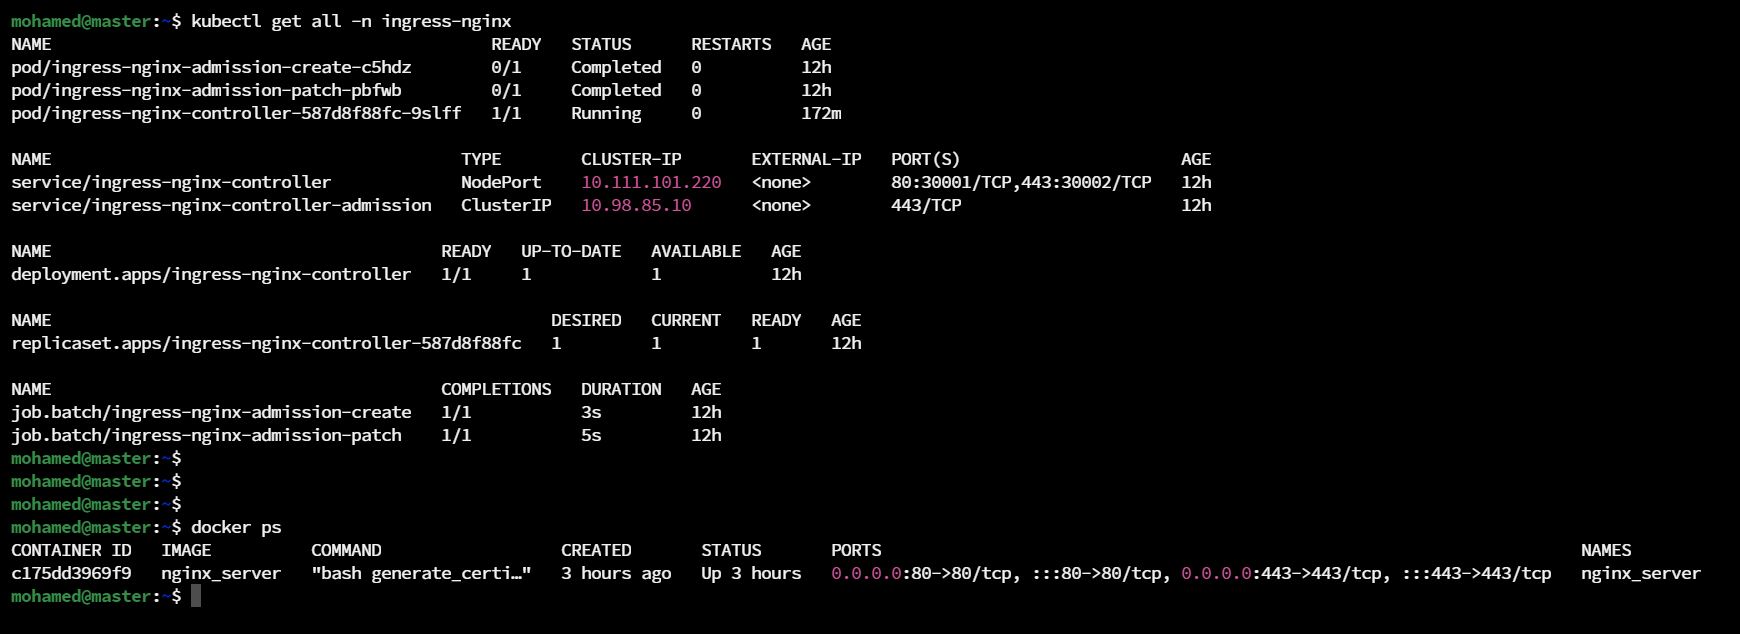 mohamed@master:~$ kubectl get all -n ingress-nginx
NAME                                            READY   STATUS      RESTARTS   AGE
pod/ingress-nginx-admission-create-c5hdz        0/1     Completed   0          12h
pod/ingress-nginx-admission-patch-pbfwb         0/1     Completed   0          12h
pod/ingress-nginx-controller-587d8f88fc-9slff   1/1     Running     0          172m
NAME                                         TYPE        CLUSTER-IP       EXTERNAL-IP   PORT(S)                      AGE
service/ingress-nginx-controller             NodePort    10.111.101.220   <none>        80:30001/TCP,443:30002/TCP   12h
service/ingress-nginx-controller-admission   ClusterIP   10.98.85.10      <none>        443/TCP                      12h
NAME                                       READY   UP-TO-DATE   AVAILABLE   AGE
deployment.apps/ingress-nginx-controller   1/1     1            1           12h
NAME                                                  DESIRED   CURRENT   READY   AGE
replicaset.apps/ingress-nginx-controller-587d8f88fc   1         1         1       12h
NAME                                       COMPLETIONS   DURATION   AGE
job.batch/ingress-nginx-admission-create   1/1           3s         12h
job.batch/ingress-nginx-admission-patch    1/1           5s         12h
mohamed@master:~$
mohamed@master:~$
mohamed@master:~$
mohamed@master:~$ docker ps
CONTAINER ID   IMAGE          COMMAND                  CREATED       STATUS       PORTS                                                                      NAMES
c175dd3969f9   nginx_server   "bash generate_certi…"   3 hours ago   Up 3 hours   0.0.0.0:80->80/tcp, :::80->80/tcp, 0.0.0.0:443->443/tcp, :::443->443/tcp   nginx_server
mohamed@master:~$